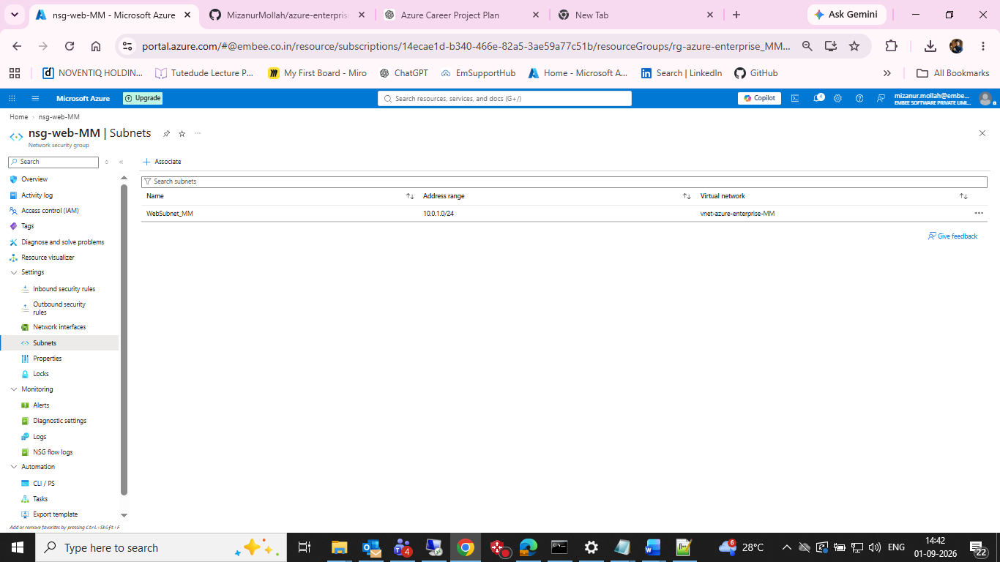 nsg-web-MM - Microsoft Azure
MizanurMollah/azure-enterpris
Azure Career Project Plan
New Tab
Ask Gemini
portal.azure.com/#@embee.co.in/resource/subscriptions/14ecae1d-b340-466e-82a5-3ae59a77c51b/resourceGroups/rg-azure-enterprise_MM...
NOVENTIQ HOLDIN...
Tutedude Lecture P...
My First Board - Miro
ChatGPT
EmSupportHub
Home - Microsoft A...
Search | LinkedIn
GitHub
All Bookmarks
Microsoft Azure
Upgrade
Search resources, services, and docs (G+/)
Copilot
4
mizanur.mollah@embe...
EMBEE SOFTWARE PRIVATE LIMI...
Home > nsg-web-MM
nsg-web-MM | Subnets
Network security group
Search
Associate
Overview
Activity log
Access control (IAM)
Tags
Diagnose and solve problems
Resource visualizer
Settings
Inbound security rules
Outbound security
rules
Network interfaces
Subnets
Properties
Locks
Monitoring
Alerts
Diagnostic settings
Logs
NSG flow logs
Automation
CLI / PS
Tasks
Export template
Add or remove favorites by pressing Ctrl+Shift+F
Search subnets
Name
Address range
Virtual network
WebSubnet_MM
10.0.1.0/24
vnet-azure-enterprise-MM
Give feedback
Type here to search
4
6
28°C
ENG
14:42
01-09-2026
22